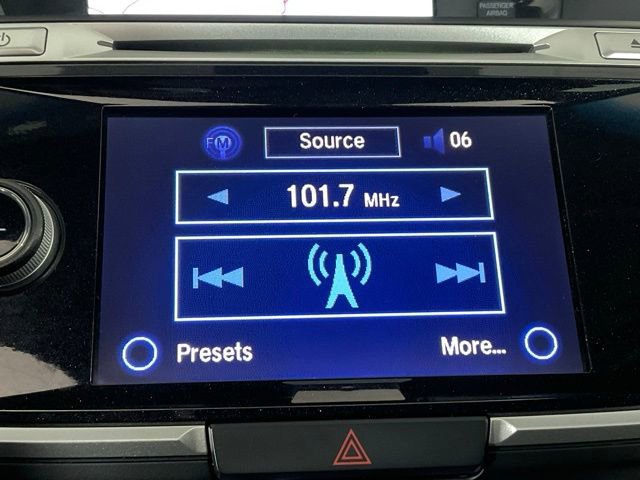 PASSENGER
AIRBAG
FM Source 06
101.7 MHz
Presets More...